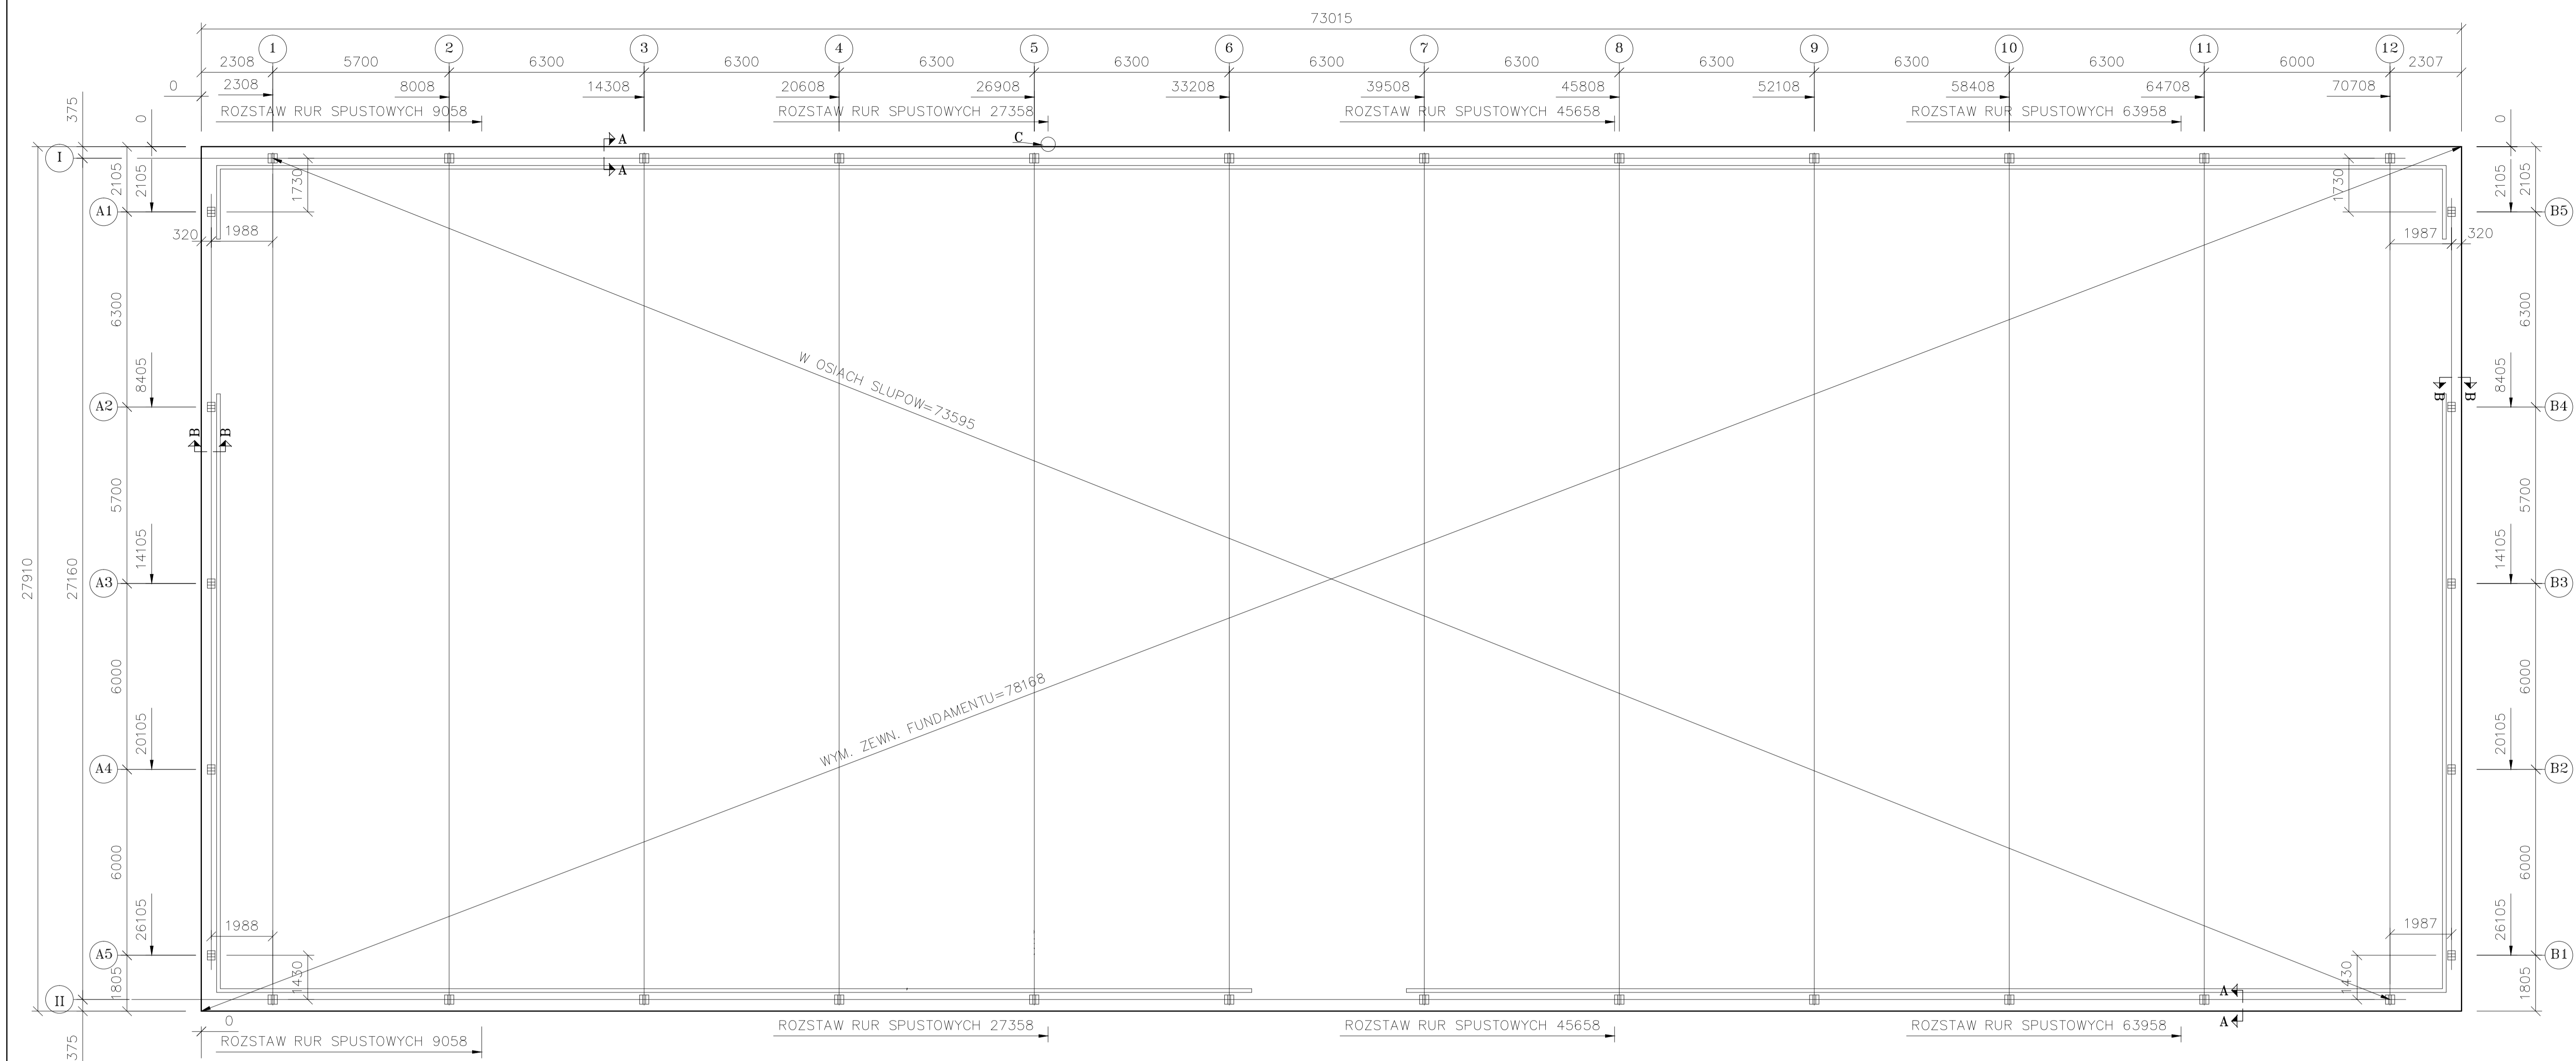 73015
1 2 3 4 5 6 7 8 9 10 11 12
2308 5700 6300 6300 6300 6300 6300 6300 6300 6300 6300 6000 2307
0 2308 8008 14308 20608 26908 33208 39508 45808 52108 58408 64708 70708
ROZSTAW RUR SPUSTOWYCH 9058
ROZSTAW RUR SPUSTOWYCH 27358
ROZSTAW RUR SPUSTOWYCH 45658
ROZSTAW RUR SPUSTOWYCH 63958
375
0
0
A
C
I
A
2105
2105
1730
1730
2105
2105
A1
B5
320
1988
1987
320
6300
6300
8405
8405
W OSIACH SLUPOW=73595
A2
B4
B B
B B
5700
5700
14105
14105
27910
27160
A3
B3
6000
6000
20105
20105
WYM. ZEWN. FUNDAMENTU=78168
A4
B2
6000
6000
26105
26105
1988
1987
A5
B1
1430
1430
1805
1805
II
A
A
0
375
ROZSTAW RUR SPUSTOWYCH 9058
ROZSTAW RUR SPUSTOWYCH 27358
ROZSTAW RUR SPUSTOWYCH 45658
ROZSTAW RUR SPUSTOWYCH 63958